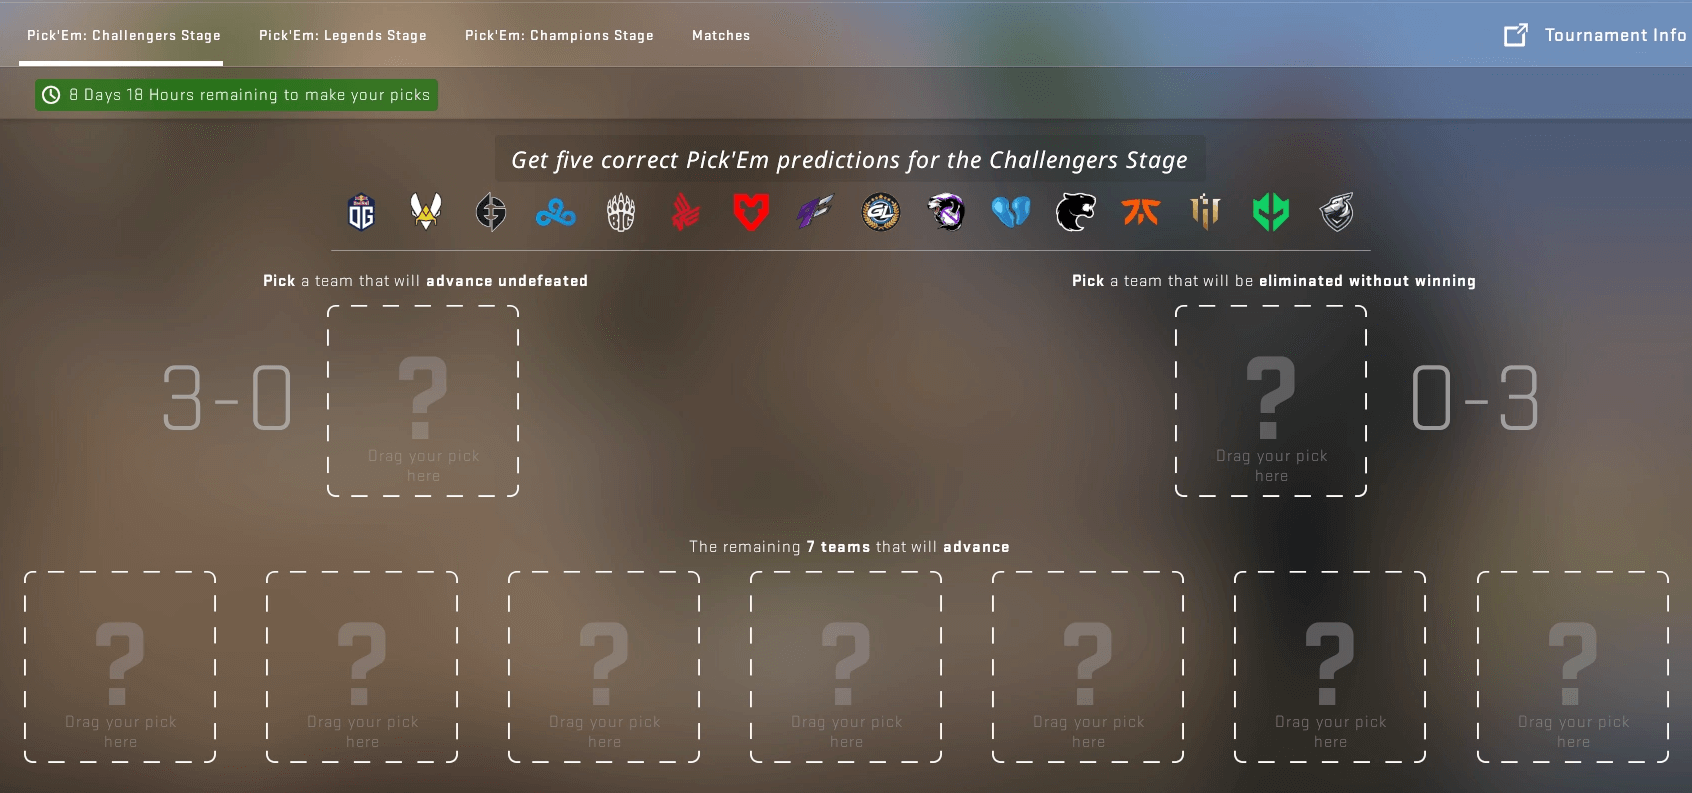 Pick'Em: Challengers Stage Pick'Em: Legends Stage Pick'Em: Champions Stage Matches Tournament Info
8 Days 18 Hours remaining to make your picks
Get five correct Pick'Em predictions for the Challengers Stage
OG BIG GL
Pick a team that will advance undefeated
Pick a team that will be eliminated without winning
3-0
?
Drag your pick
here
?
Drag your pick
here
0-3
The remaining 7 teams that will advance
?
Drag your pick
here
?
Drag your pick
here
?
Drag your pick
here
?
Drag your pick
here
?
Drag your pick
here
?
Drag your pick
here
?
Drag your pick
here